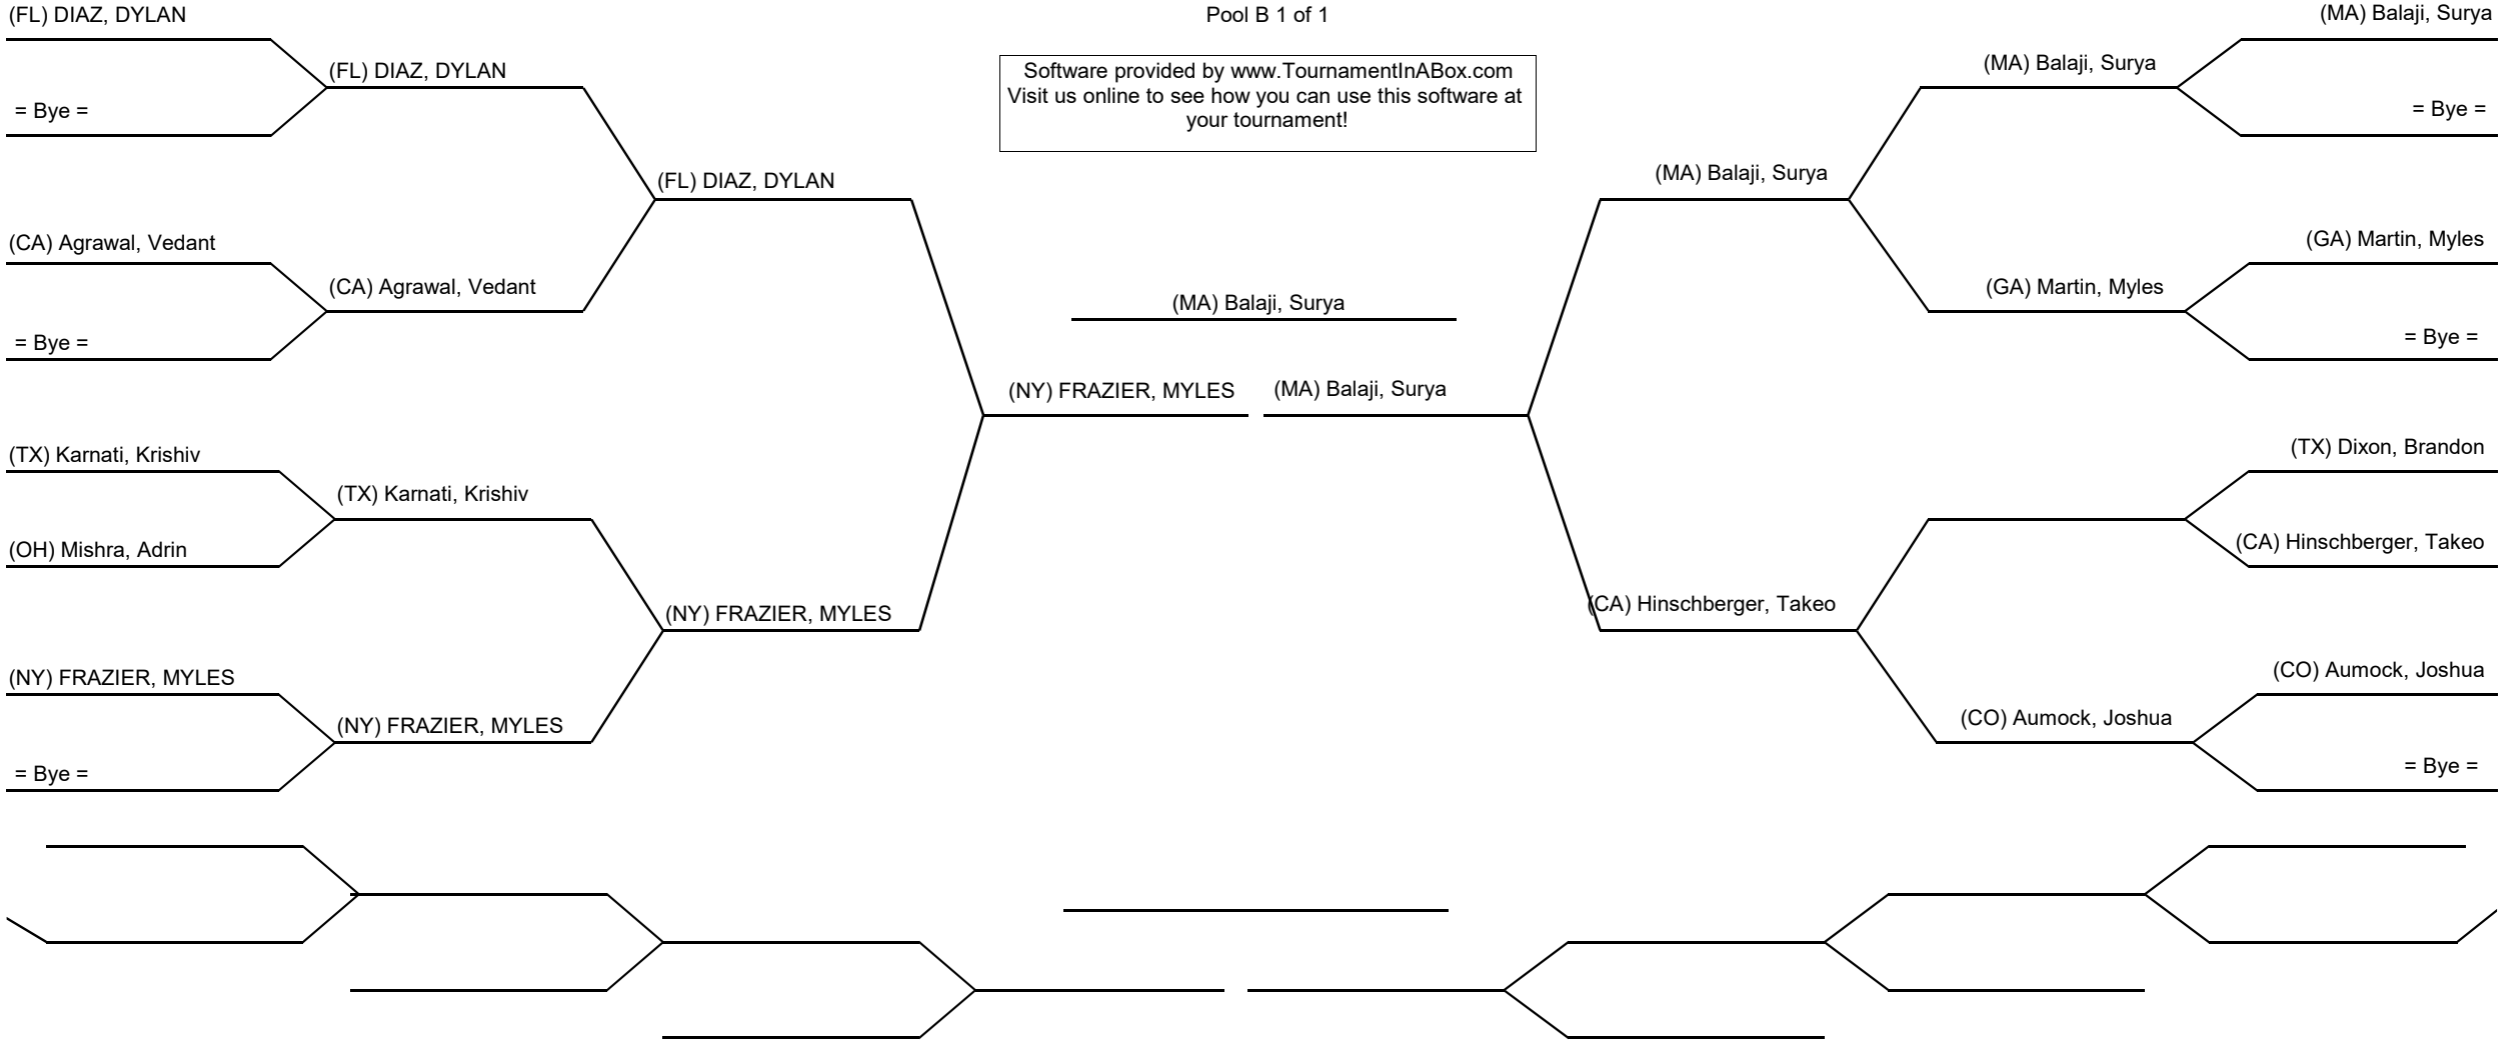 (FL) DIAZ, DYLAN
= Bye =
(CA) Agrawal, Vedant
= Bye =
(TX) Karnati, Krishiv
(OH) Mishra, Adrin
(NY) FRAZIER, MYLES
= Bye =
(FL) DIAZ, DYLAN
(CA) Agrawal, Vedant
(TX) Karnati, Krishiv
(NY) FRAZIER, MYLES
(FL) DIAZ, DYLAN
(NY) FRAZIER, MYLES
Pool B 1 of 1
Software provided by www.TournamentInABox.com
Visit us online to see how you can use this software at
your tournament!
(MA) Balaji, Surya
(NY) FRAZIER, MYLES
(MA) Balaji, Surya
(MA) Balaji, Surya
(CA) Hinschberger, Takeo
(MA) Balaji, Surya
(GA) Martin, Myles
(CO) Aumock, Joshua
(MA) Balaji, Surya
= Bye =
(GA) Martin, Myles
= Bye =
(TX) Dixon, Brandon
(CA) Hinschberger, Takeo
(CO) Aumock, Joshua
= Bye =